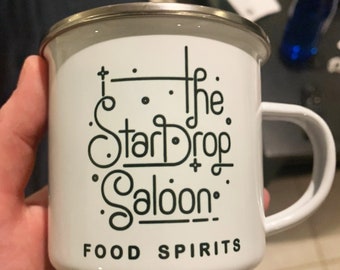 the
StarDrop
Saloon
FOOD SPIRITS